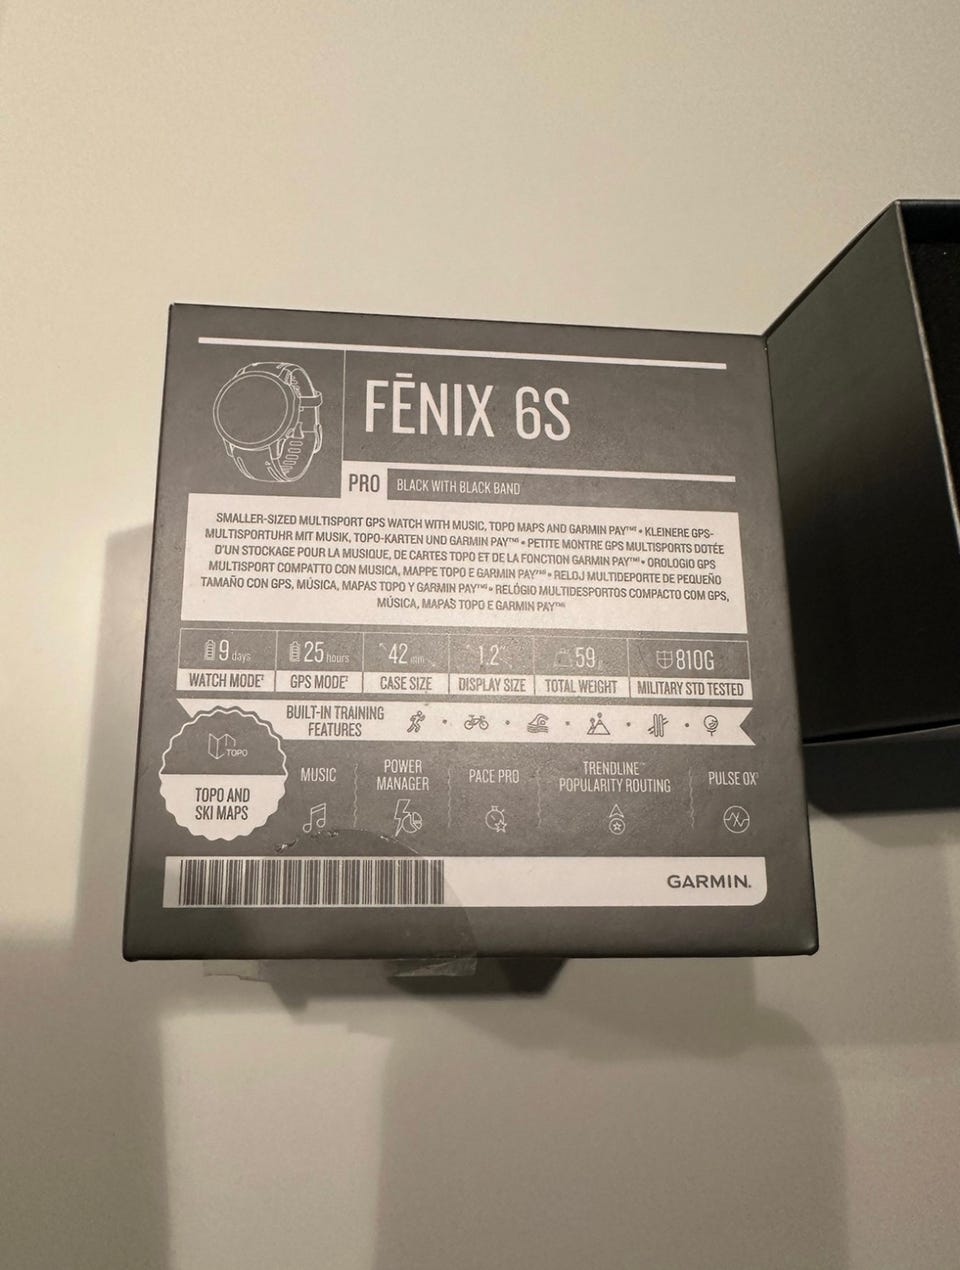 FĒNIX 6S
PRO
BLACK WITH BLACK BAND
SMALLER-SIZED MULTISPORT GPS WATCH WITH MUSIC, TOPO MAPS AND GARMIN PAY™ • KLEINERE GPS-
MULTISPORTUHR MIT MUSIK, TOPO-KARTEN UND GARMIN PAY™ • PETITE MONTRE GPS MULTISPORTS DOTÉE
D'UN STOCKAGE POUR LA MUSIQUE, DE CARTES TOPO ET DE LA FONCTION GARMIN PAY™ • OROLOGIO GPS
MULTISPORT COMPATTO CON MUSICA, MAPPE TOPO E GARMIN PAY™ • RELOJ MULTIDEPORTE DE PEQUEÑO
TAMAÑO CON GPS, MÚSICA, MAPAS TOPO Y GARMIN PAY™ • RELÓGIO MULTIDESPORTOS COMPACTO COM GPS,
MÚSICA, MAPAS TOPO E GARMIN PAY™
9 days
WATCH MODE
25 hours
GPS MODE
42 mm
CASE SIZE
1.2"
DISPLAY SIZE
59 g
TOTAL WEIGHT
810G
MILITARY STD TESTED
BUILT-IN TRAINING
FEATURES
TOPO
TOPO AND
SKI MAPS
MUSIC
POWER
MANAGER
PACE PRO
TRENDLINE™
POPULARITY ROUTING
PULSE OX
GARMIN.